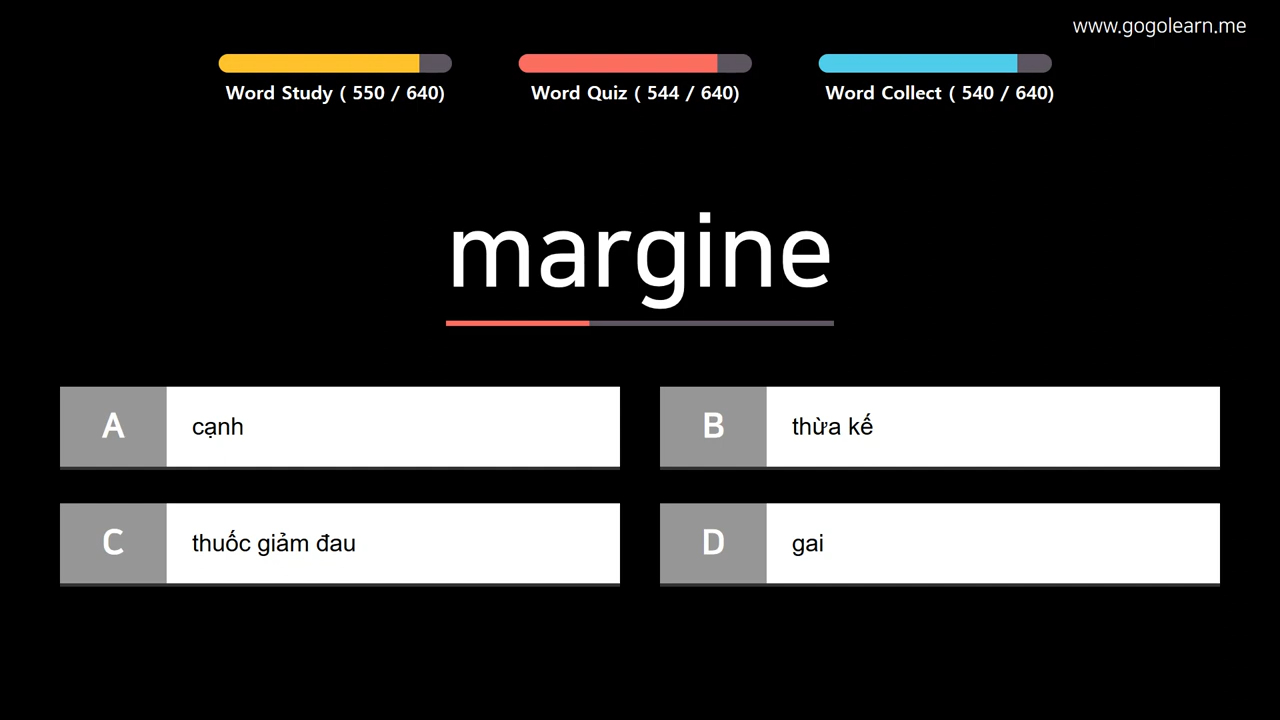 www.gogolearn.me
Word Study ( 550 / 640)
Word Quiz ( 544 / 640)
Word Collect ( 540 / 640)
margine
A cạnh
B thừa kế
C thuốc giảm đau
D gai